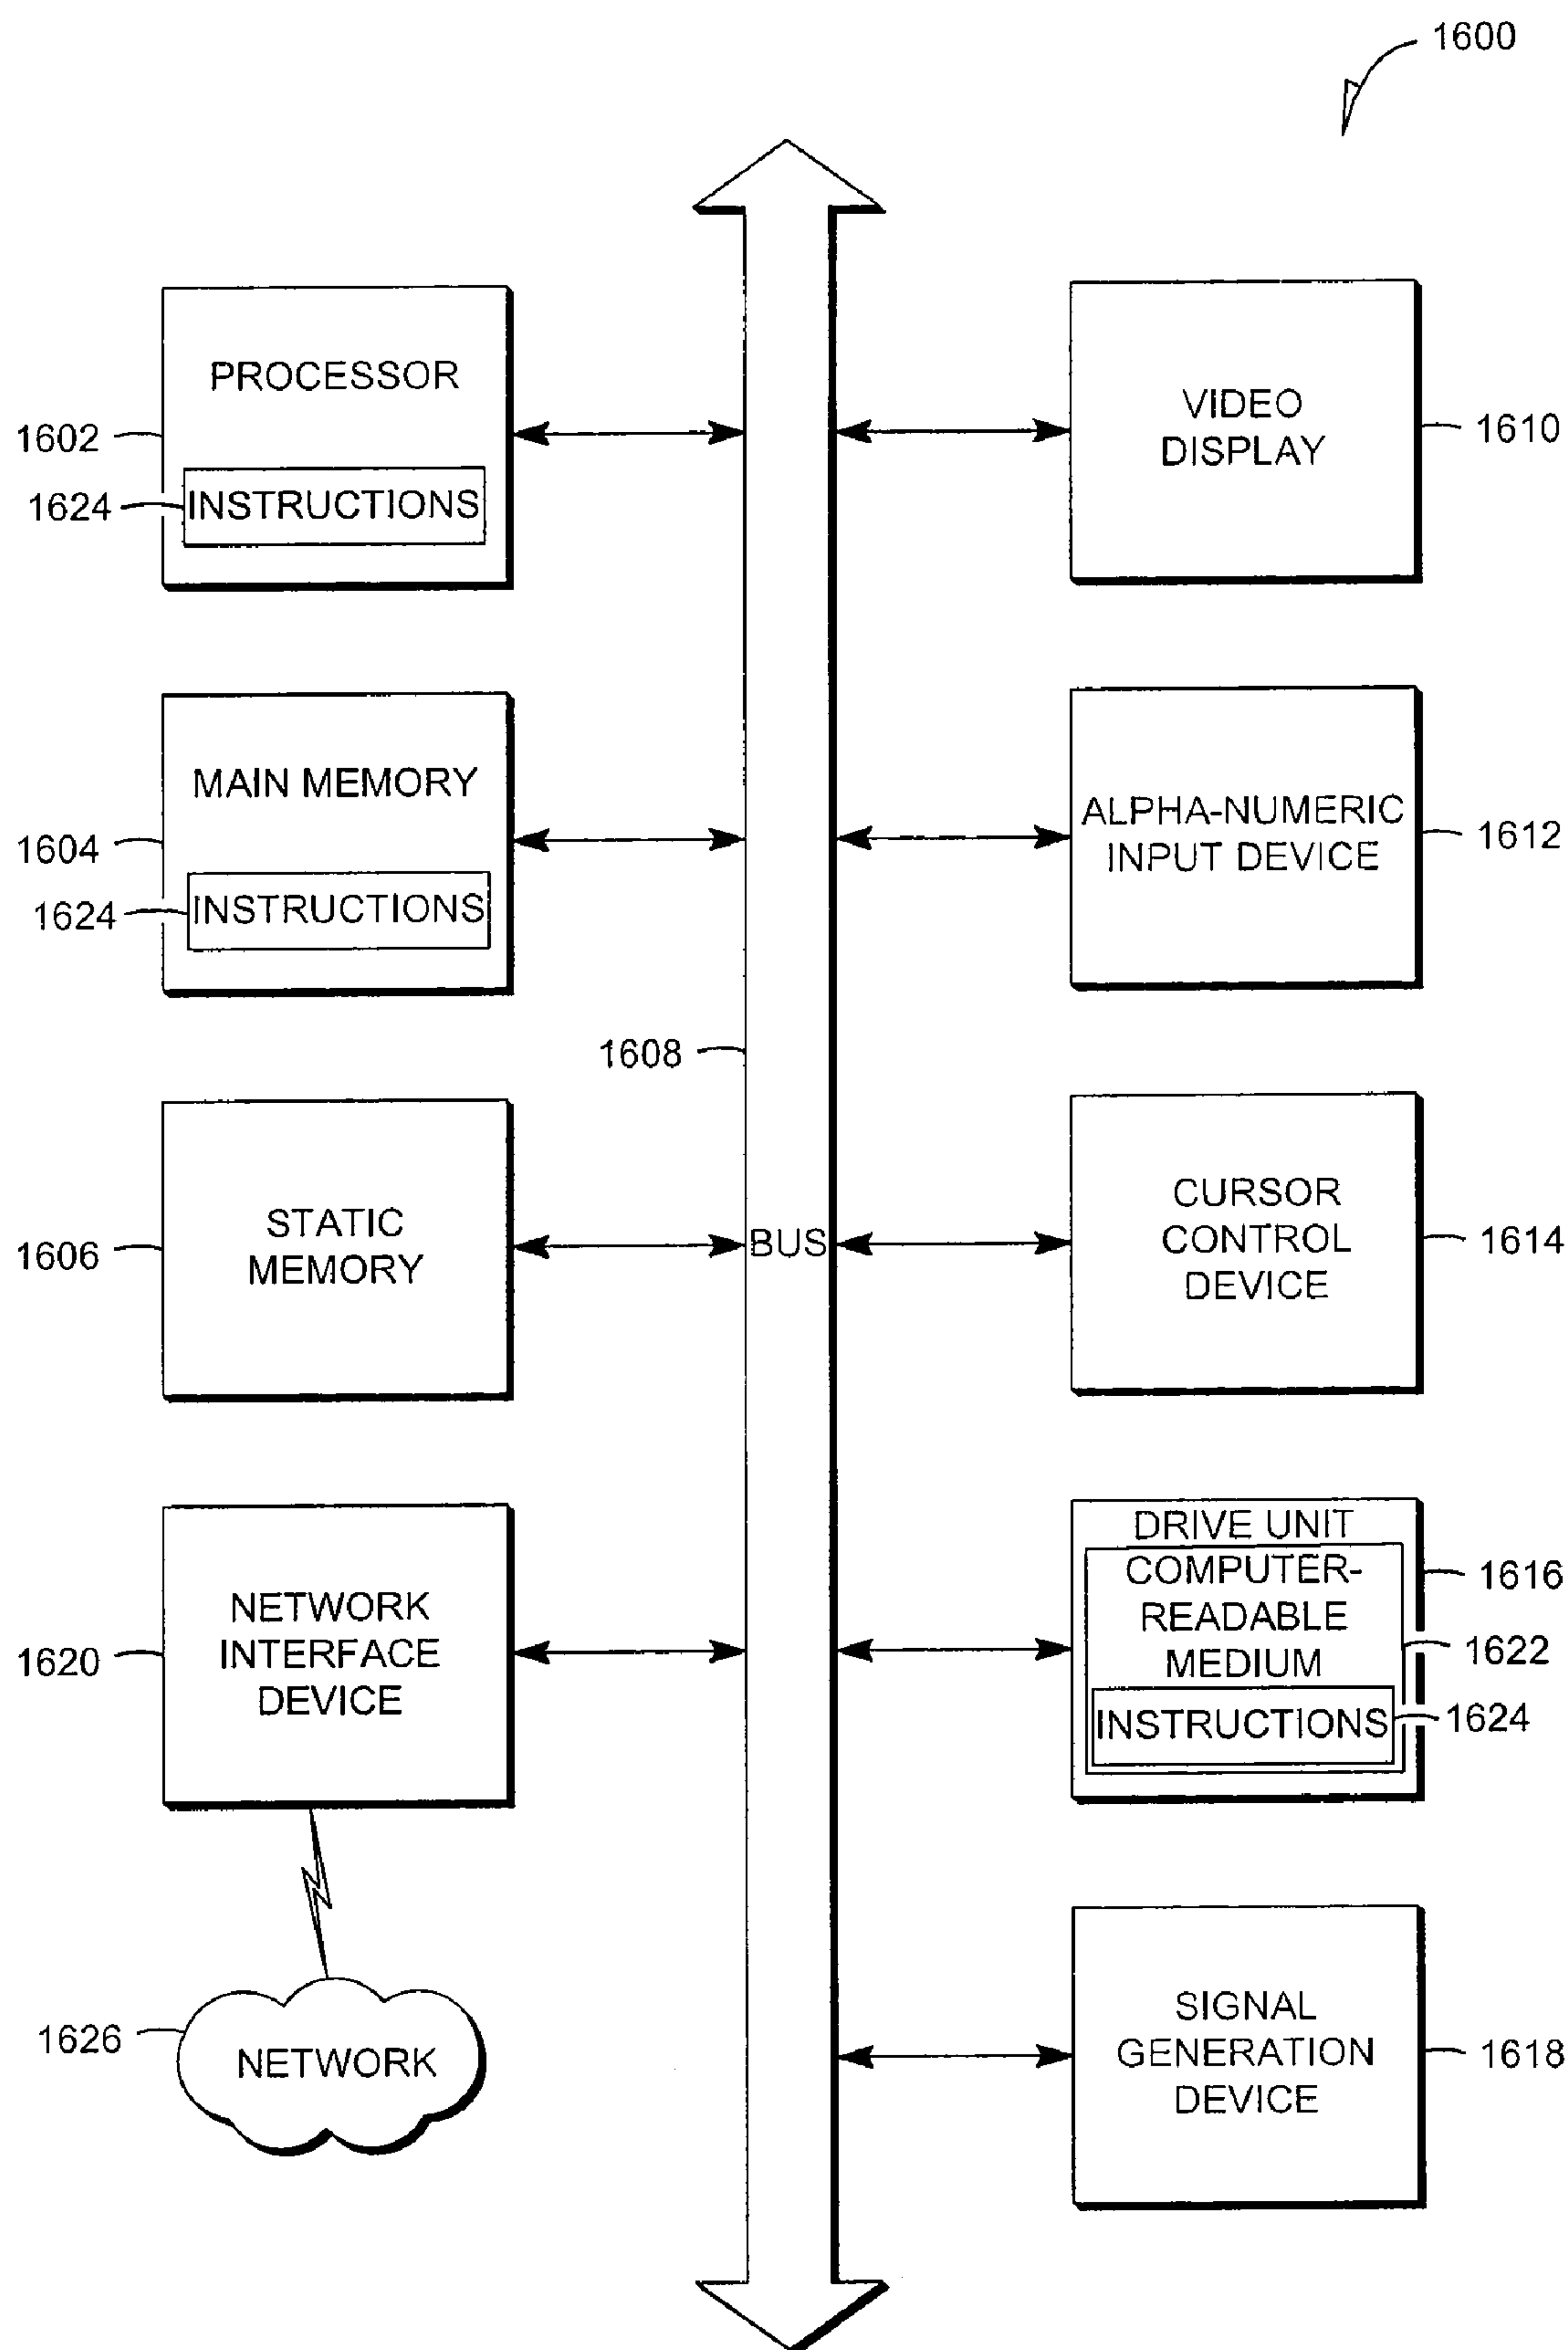 1600
PROCESSOR
1602
1624
INSTRUCTIONS
VIDEO
DISPLAY
1610
MAIN MEMORY
1604
1624
INSTRUCTIONS
ALPHA-NUMERIC
INPUT DEVICE
1612
1608
STATIC
MEMORY
1606
BUS
CURSOR
CONTROL
DEVICE
1614
NETWORK
INTERFACE
DEVICE
1620
DRIVE UNIT
COMPUTER-
READABLE
MEDIUM
1616
1622
INSTRUCTIONS
1624
1626
NETWORK
SIGNAL
GENERATION
DEVICE
1618